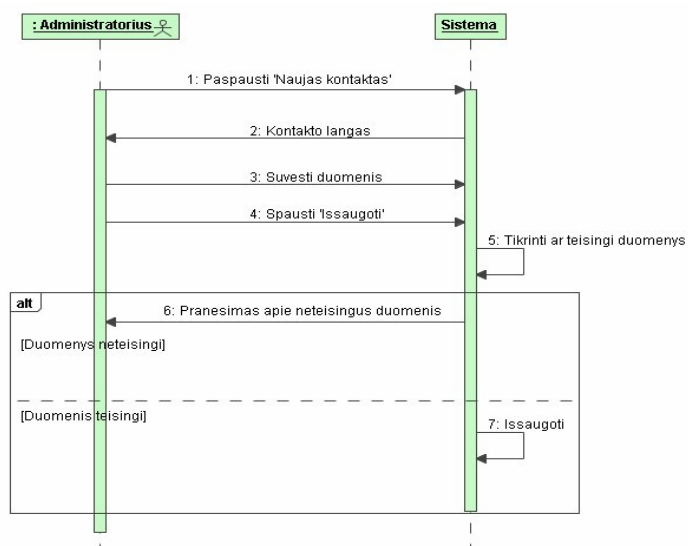 : Administratorius
Sistema
1: Paspausti 'Naujas kontaktas'
2: Kontakto langas
3: Suvesti duomenis
4: Spausti 'Issaugoti'
5: Tikrinti ar teisingi duomenys
alt
6: Pranesimas apie neteisingus duomenis
[Duomenys neteisingi]
[Duomenis teisingi]
7: Issaugoti